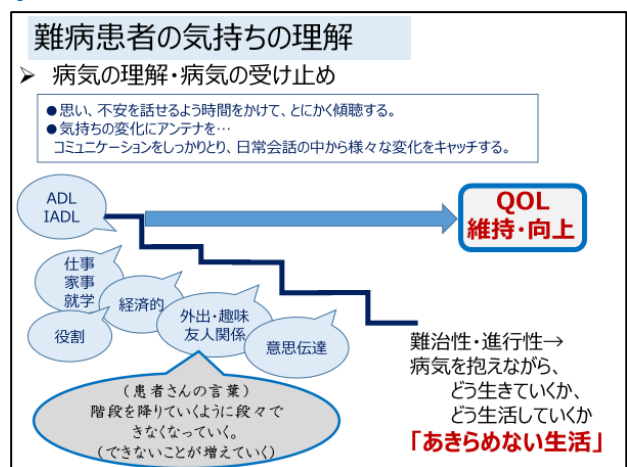 難病患者の気持ちの理解
➢ 病気の理解・病気の受け止め
●思い、不安を話せるよう時間をかけて、とにかく傾聴する。
●気持ちの変化にアンテナを…
コミュニケーションをしっかりとり、日常会話の中から様々な変化をキャッチする。
ADL
IADL
QOL
維持・向上
仕事
家事
就学
経済的
外出・趣味
友人関係
役割
意思伝達
難治性・進行性→
病気を抱えながら、
どう生きていくか、
どう生活していくか
「あきらめない生活」
(患者さんの言葉)
階段を降りていくように段々で
きなくなっていく。
(できないことが増えていく)